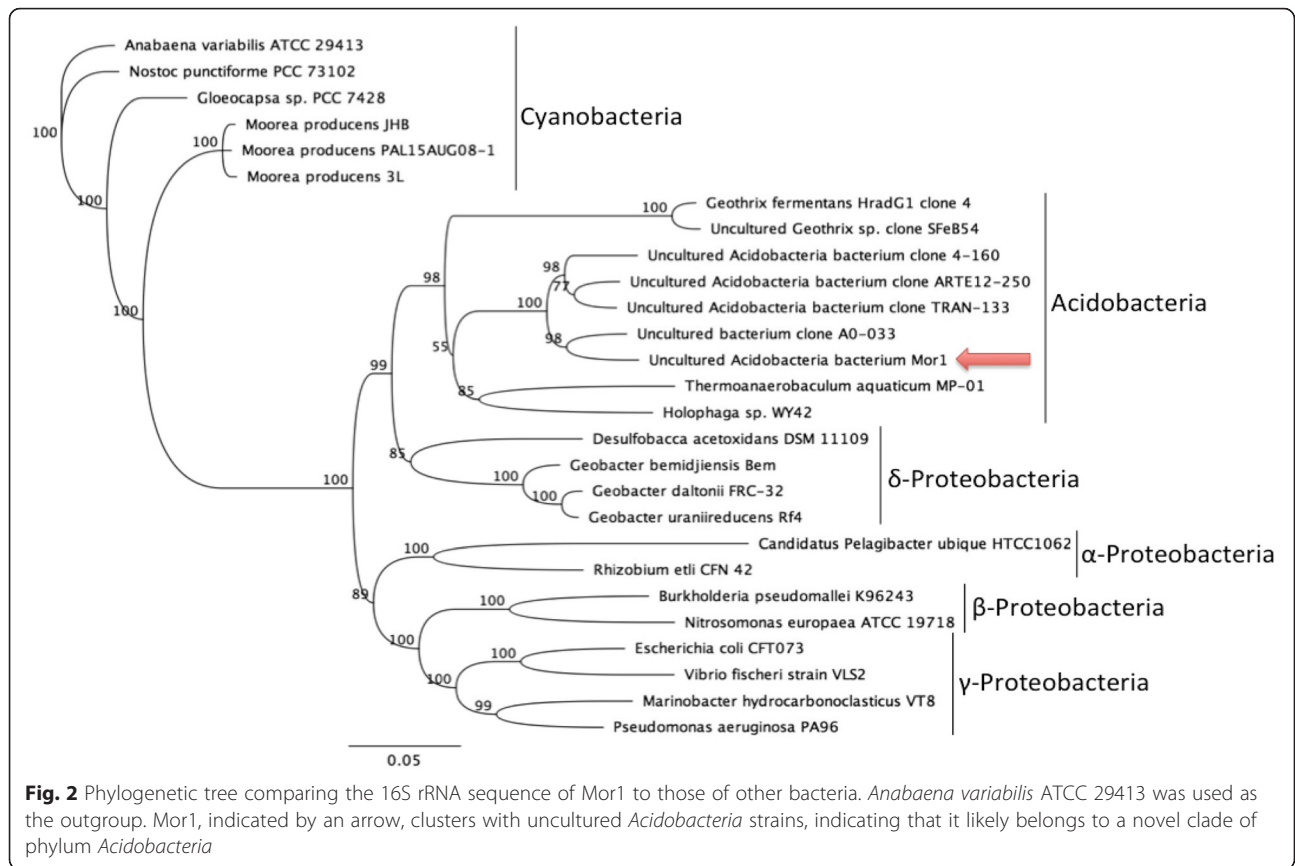 Anabaena variabilis ATCC 29413
Nostoc punctiforme PCC 73102
Gloeocapsa sp. PCC 7428
Moorea producens JHB
Moorea producens PAL15AUG08-1
Moorea producens 3L
Cyanobacteria
100
100
100
100
Geothrix fermentans HradG1 clone 4
Uncultured Geothrix sp. clone SFeB54
Uncultured Acidobacteria bacterium clone 4-160
Uncultured Acidobacteria bacterium clone ARTE12-250
Uncultured Acidobacteria bacterium clone TRAN-133
Uncultured bacterium clone A0-033
Uncultured Acidobacteria bacterium Mor1
Thermoanaerobaculum aquaticum MP-01
Holophaga sp. WY42
Acidobacteria
100
98
98
77
100
98
55
85
99
Desulfobacca acetoxidans DSM 11109
Geobacter bemidjiensis Bem
Geobacter daltonii FRC-32
Geobacter uraniireducens Rf4
δ-Proteobacteria
85
100
100
100
Candidatus Pelagibacter ubique HTCC1062
Rhizobium etli CFN 42
α-Proteobacteria
100
89
Burkholderia pseudomallei K96243
Nitrosomonas europaea ATCC 19718
β-Proteobacteria
100
100
Escherichia coli CFT073
Vibrio fischeri strain VLS2
Marinobacter hydrocarbonoclasticus VT8
Pseudomonas aeruginosa PA96
γ-Proteobacteria
100
100
99
0.05
Fig. 2 Phylogenetic tree comparing the 16S rRNA sequence of Mor1 to those of other bacteria. Anabaena variabilis ATCC 29413 was used as
the outgroup. Mor1, indicated by an arrow, clusters with uncultured Acidobacteria strains, indicating that it likely belongs to a novel clade of
phylum Acidobacteria